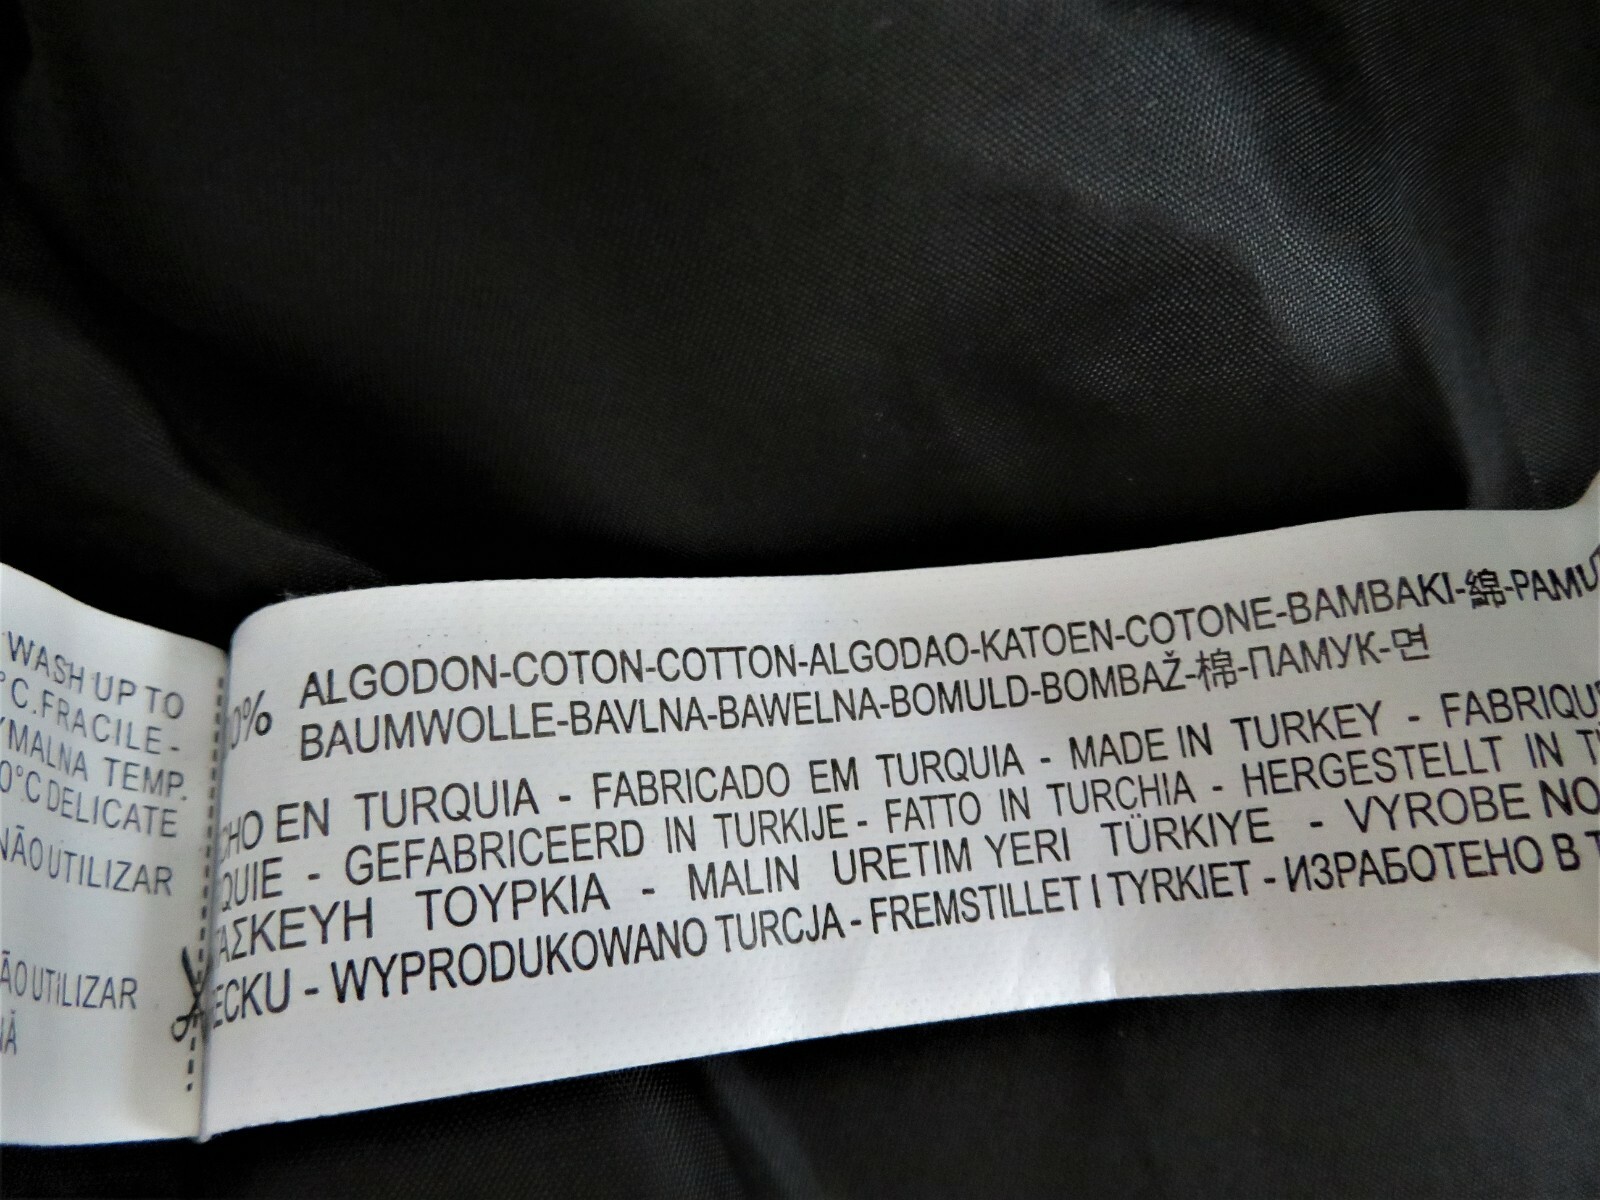 WASH UP TO
°C.FRACILE-
MALNA TEMP.
0°C DELICATE
NÃO UTILIZAR
ÃO UTILIZAR
0% ALGODON-COTON-COTTON-ALGODAO-KATOEN-COTONE-BAMBAKI-綿-PAMU
BAUMWOLLE-BAVLNA-BAWELNA-BOMULD-BOMBAŽ-棉-ПАМУК-면
CHO EN TURQUIA - FABRICADO EM TURQUIA - MADE IN TURKEY - FABRIQU
QUIE - GEFABRICEERD IN TURKIJE - FATTO IN TURCHIA - HERGESTELLT IN T
ΑΣΚΕΥΗ ΤΟΥΡΚΙΑ - MALIN URETIM YERI TÜRKIYE - VYROBE NO
ECKU - WYPRODUKOWANO TURCJA - FREMSTILLET I TYRKIET - ИЗРАБОТЕНО В Т